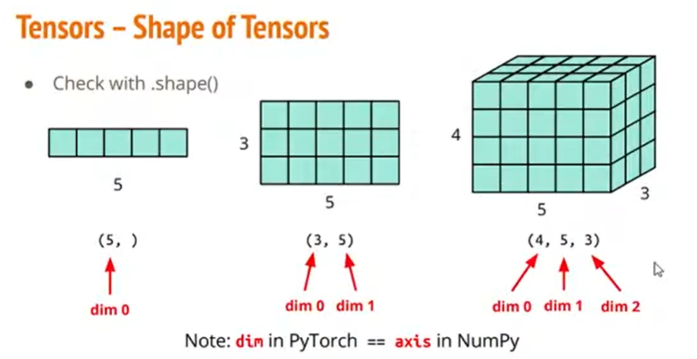 Tensors – Shape of Tensors
● Check with .shape()
5
(5, )
dim 0
3
5
(3, 5)
dim 0 dim 1
4
5
3
(4, 5, 3)
dim 0 dim 1 dim 2
Note: dim in PyTorch == axis in NumPy